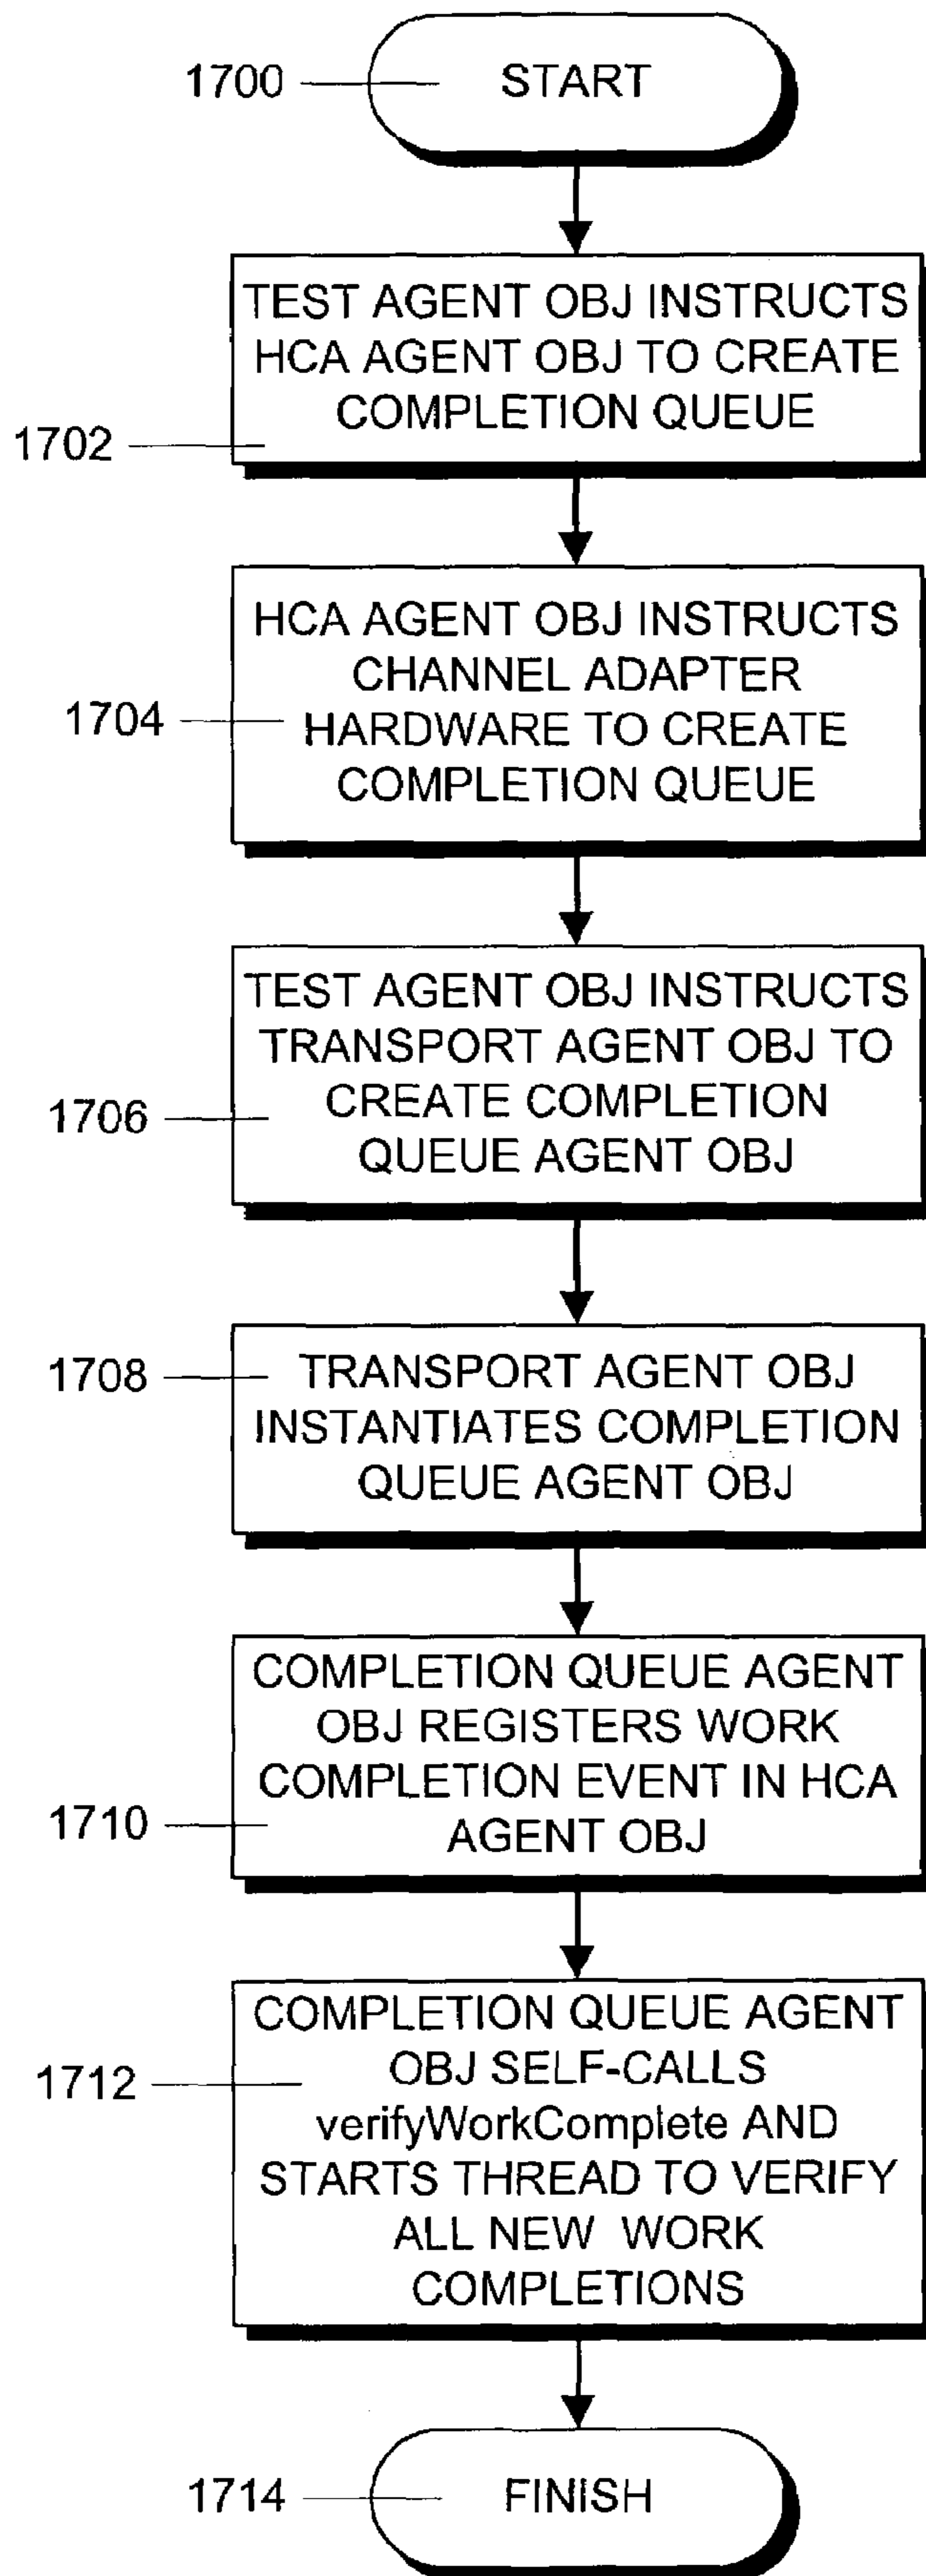 1700
START
TEST AGENT OBJ INSTRUCTS
HCA AGENT OBJ TO CREATE
COMPLETION QUEUE
1702
HCA AGENT OBJ INSTRUCTS
CHANNEL ADAPTER
HARDWARE TO CREATE
COMPLETION QUEUE
1704
TEST AGENT OBJ INSTRUCTS
TRANSPORT AGENT OBJ TO
CREATE COMPLETION
QUEUE AGENT OBJ
1706
1708
TRANSPORT AGENT OBJ
INSTANTIATES COMPLETION
QUEUE AGENT OBJ
COMPLETION QUEUE AGENT
OBJ REGISTERS WORK
COMPLETION EVENT IN HCA
AGENT OBJ
1710
COMPLETION QUEUE AGENT
OBJ SELF-CALLS
verifyWorkComplete AND
STARTS THREAD TO VERIFY
ALL NEW WORK
COMPLETIONS
1712
1714
FINISH